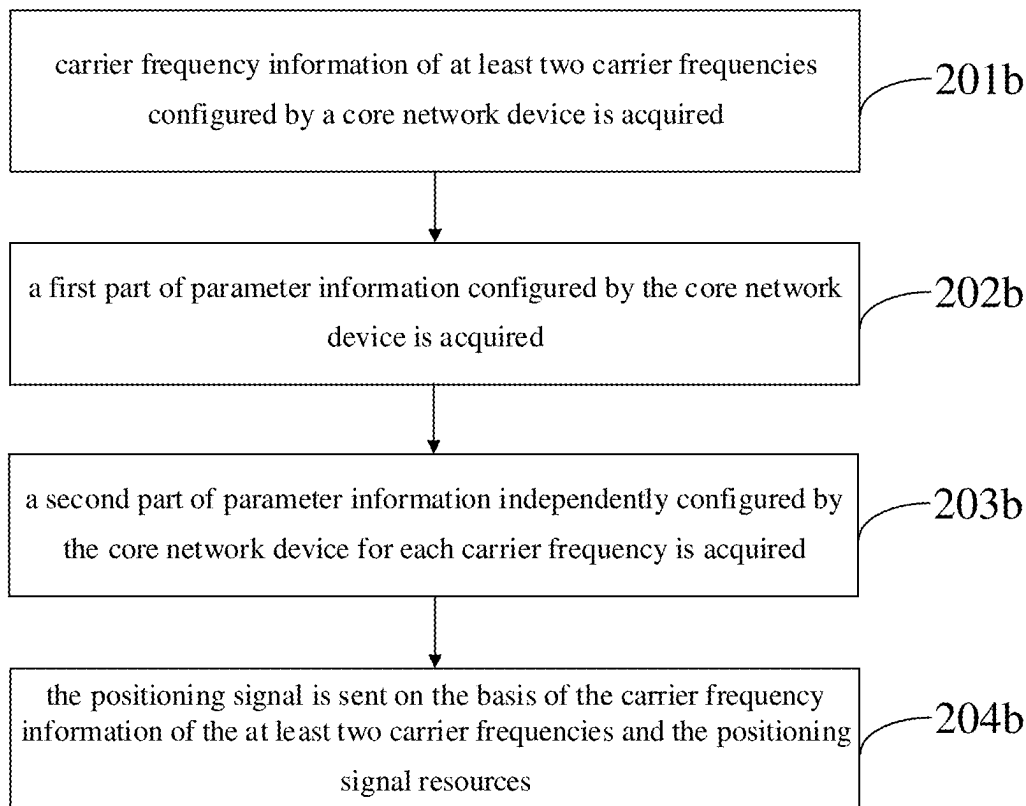 carrier frequency information of at least two carrier frequencies
configured by a core network device is acquired
201b
a first part of parameter information configured by the core network
device is acquired
202b
a second part of parameter information independently configured by
the core network device for each carrier frequency is acquired
203b
the positioning signal is sent on the basis of the carrier frequency
information of the at least two carrier frequencies and the positioning
signal resources
204b